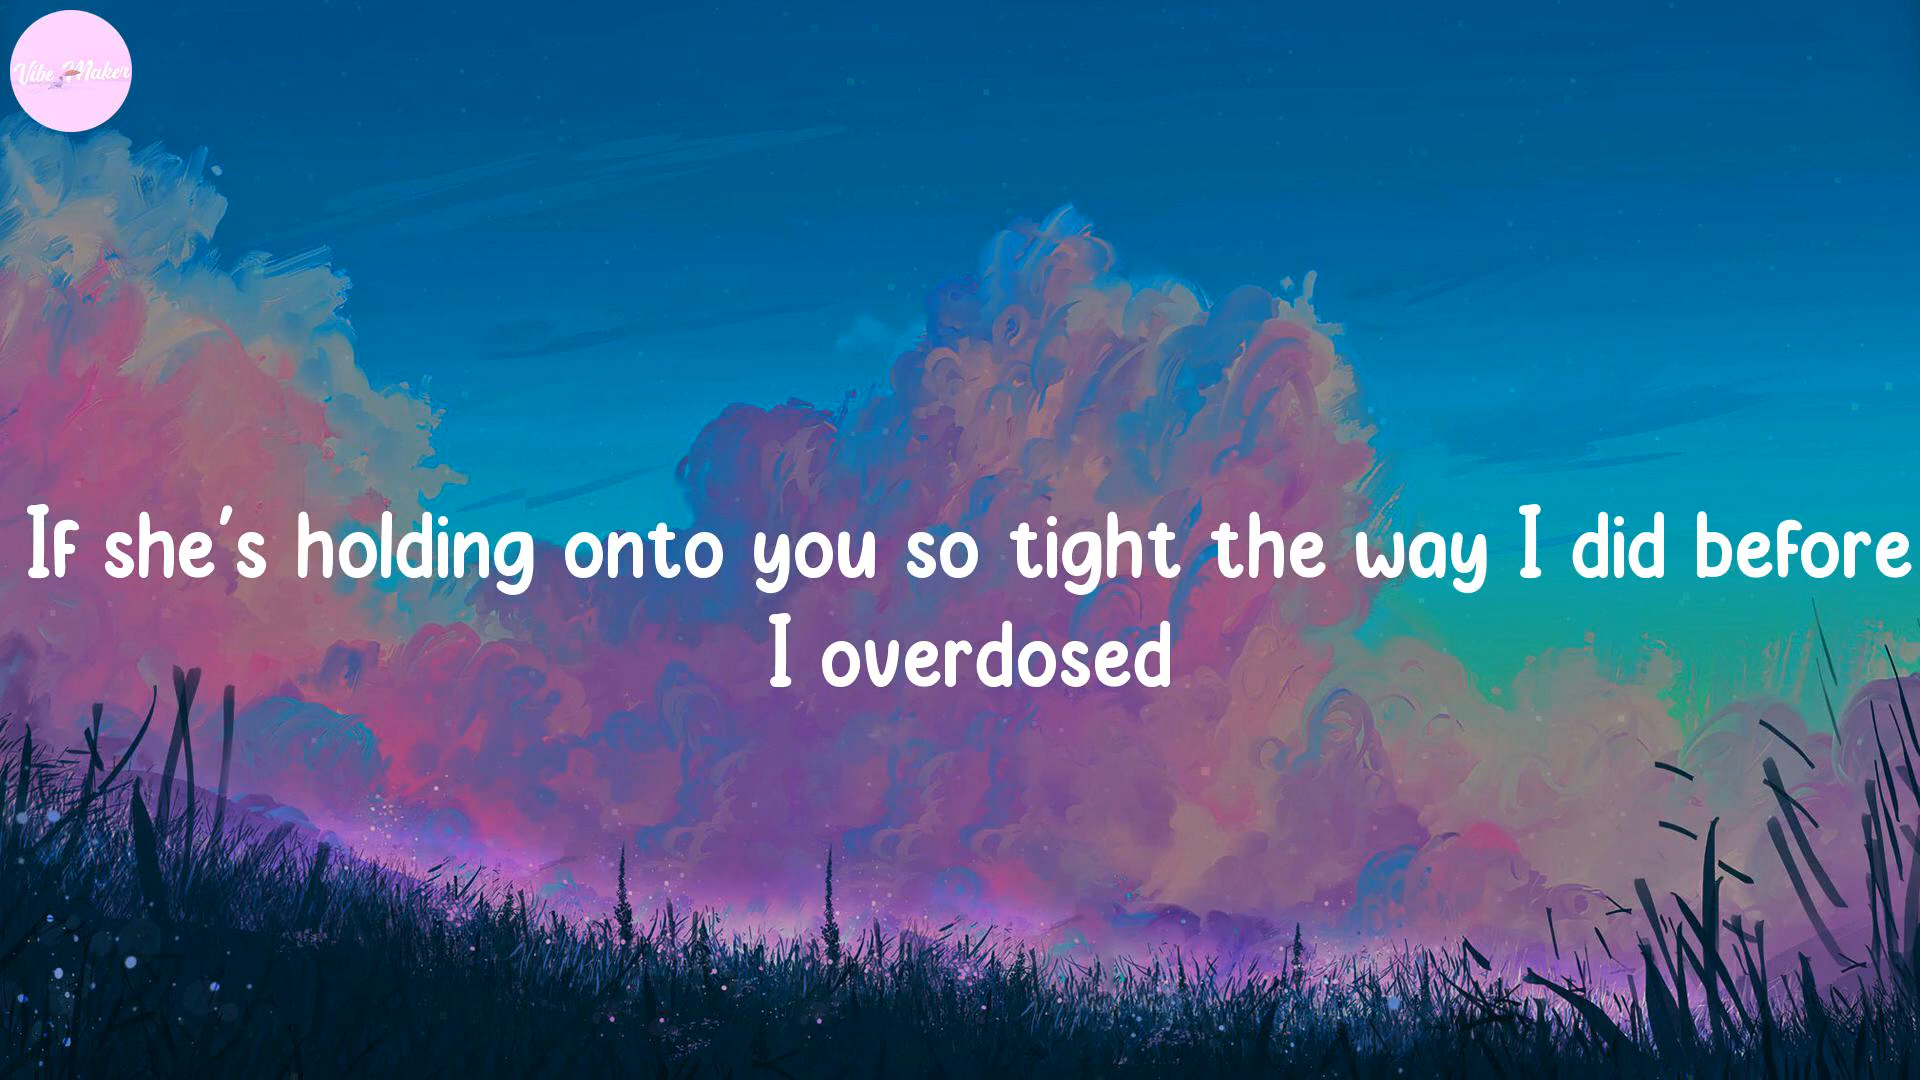 Vibe Maker
If she's holding onto you so tight the way I did before
I overdosed